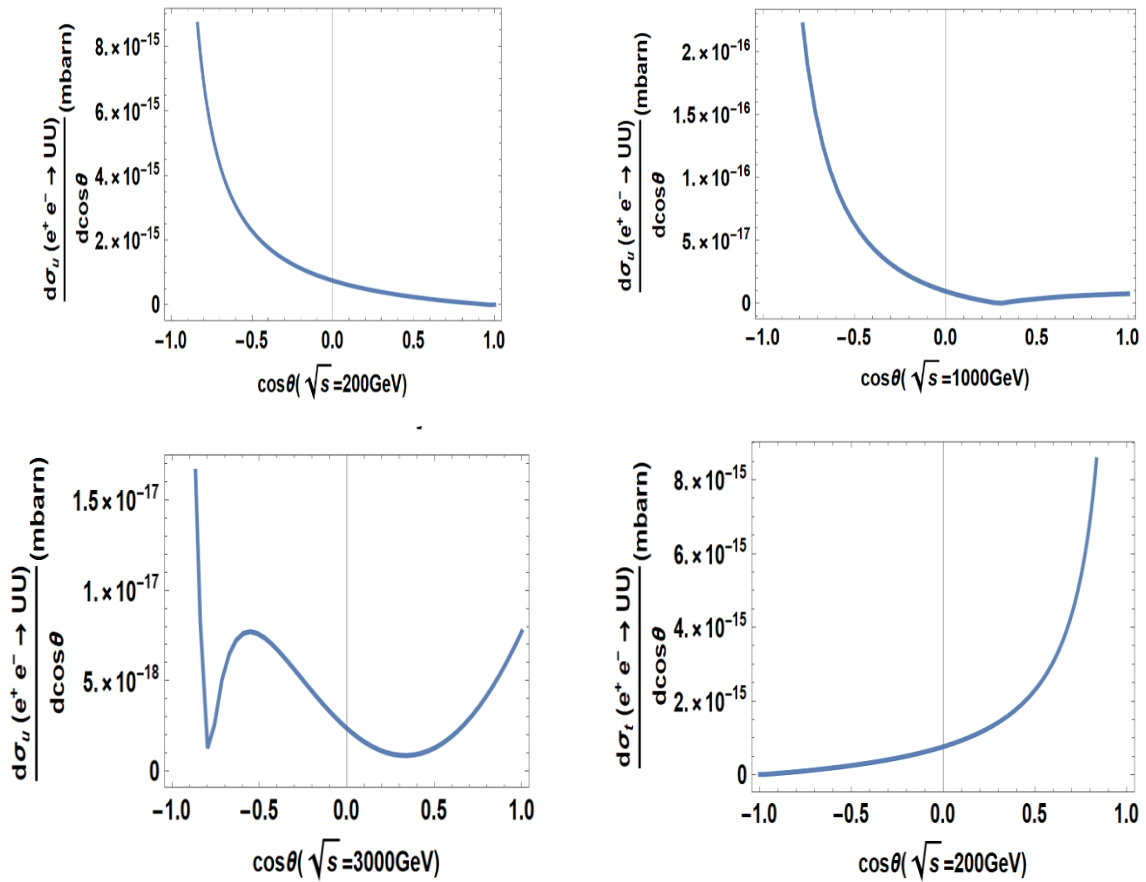 dσ_u (e⁺ e⁻ → UU)
dcosθ
(mbarn)
8.×10⁻¹⁵
6.×10⁻¹⁵
4.×10⁻¹⁵
2.×10⁻¹⁵
0
−1.0 −0.5 0.0 0.5 1.0
cosθ( √s =200GeV)
dσ_u (e⁺ e⁻ → UU)
dcosθ
(mbarn)
2.×10⁻¹⁶
1.5×10⁻¹⁶
1.×10⁻¹⁶
5.×10⁻¹⁷
0
−1.0 −0.5 0.0 0.5 1.0
cosθ( √s =1000GeV)
dσ_u (e⁺ e⁻ → UU)
dcosθ
(mbarn)
1.5×10⁻¹⁷
1.×10⁻¹⁷
5.×10⁻¹⁸
0
−1.0 −0.5 0.0 0.5 1.0
cosθ( √s =3000GeV)
dσ_t (e⁺ e⁻ → UU)
dcosθ
(mbarn)
8.×10⁻¹⁵
6.×10⁻¹⁵
4.×10⁻¹⁵
2.×10⁻¹⁵
0
−1.0 −0.5 0.0 0.5 1.0
cosθ( √s =200GeV)